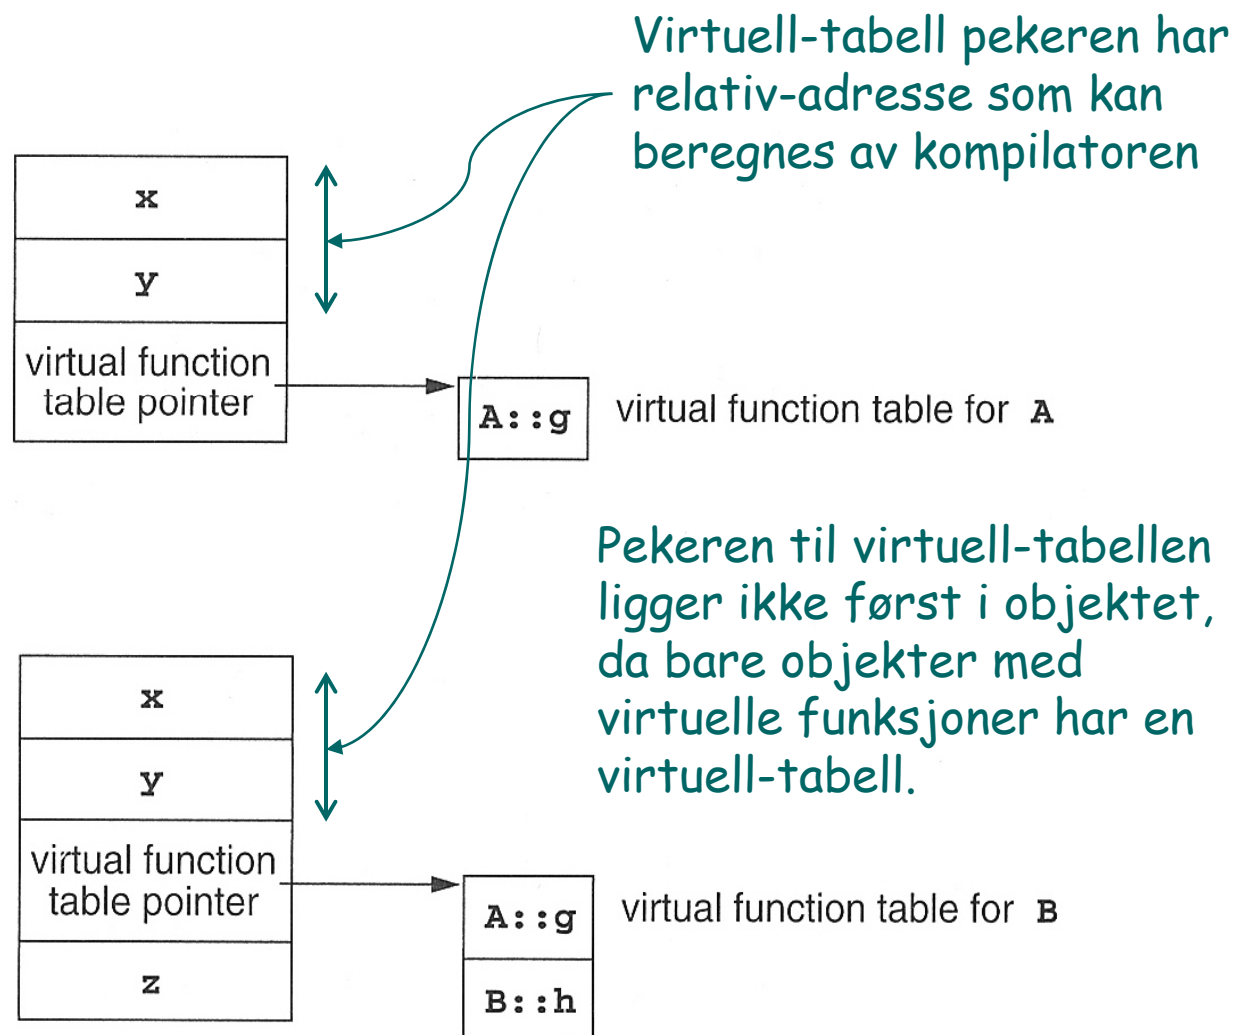 Virtuell-tabell pekeren har
relativ-adresse som kan
beregnes av kompilatoren
x
y
virtual function
table pointer
A::g
virtual function table for A
Pekeren til virtuell-tabellen
ligger ikke først i objektet,
da bare objekter med
virtuelle funksjoner har en
virtuell-tabell.
x
y
virtual function
table pointer
z
A::g
B::h
virtual function table for B